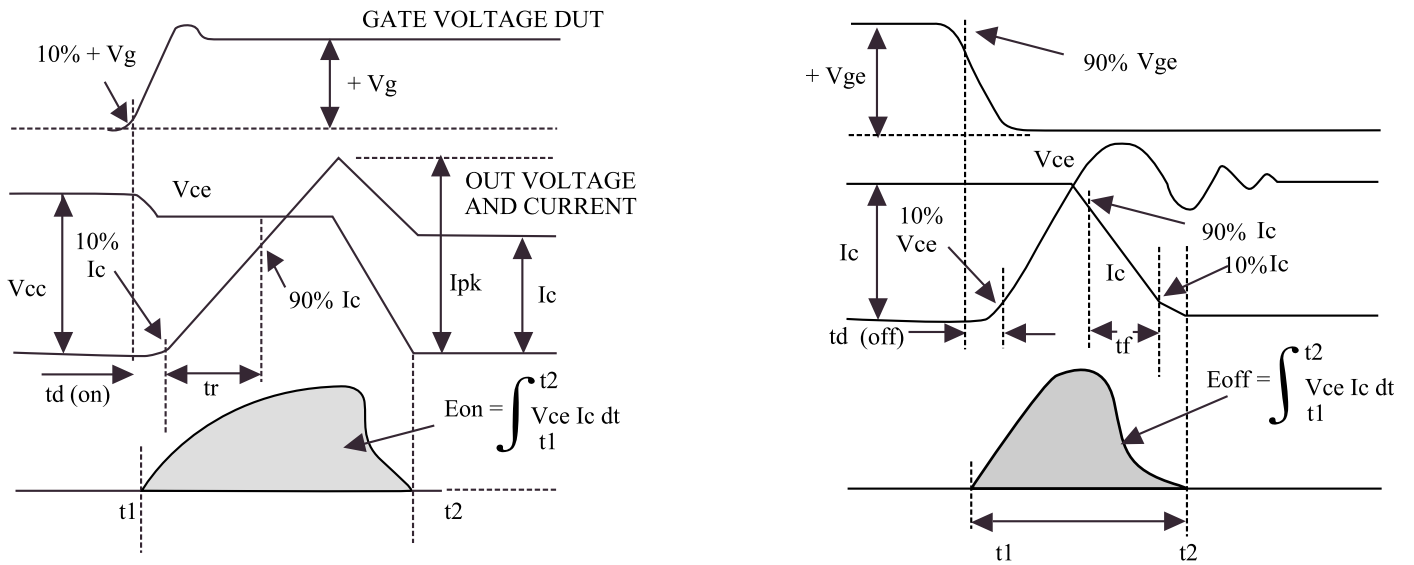 GATE VOLTAGE DUT
10% + Vg
+ Vg
Vce
OUT VOLTAGE
AND CURRENT
10%
Ic
Vcc
90% Ic
Ipk
Ic
td (on)
tr
Eon = ∫ t2
Vce Ic dt
t1
t1
t2
90% Vge
+ Vge
Vce
10%
Vce
90% Ic
Ic
Ic
10% Ic
td (off)
tf
Eoff = ∫ t2
Vce Ic dt
t1
t1
t2